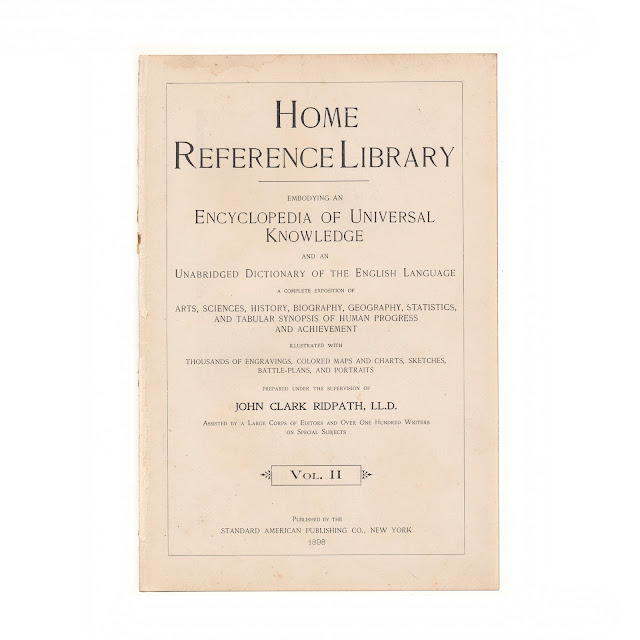 HOME
REFERENCE LIBRARY
EMBODYING AN
ENCYCLOPEDIA OF UNIVERSAL
KNOWLEDGE
AND AN
UNABRIDGED DICTIONARY OF THE ENGLISH LANGUAGE
A COMPLETE EXPOSITION OF
ARTS, SCIENCES, HISTORY, BIOGRAPHY, GEOGRAPHY, STATISTICS,
AND TABULAR SYNOPSIS OF HUMAN PROGRESS
AND ACHIEVEMENT
ILLUSTRATED WITH
THOUSANDS OF ENGRAVINGS, COLORED MAPS AND CHARTS, SKETCHES,
BATTLE-PLANS, AND PORTRAITS
PREPARED UNDER THE SUPERVISION OF
JOHN CLARK RIDPATH, LL.D.
ASSISTED BY A LARGE CORPS OF EDITORS AND OVER ONE HUNDRED WRITERS
ON SPECIAL SUBJECTS
VOL. II
PUBLISHED BY THE
STANDARD AMERICAN PUBLISHING CO., NEW YORK
1898